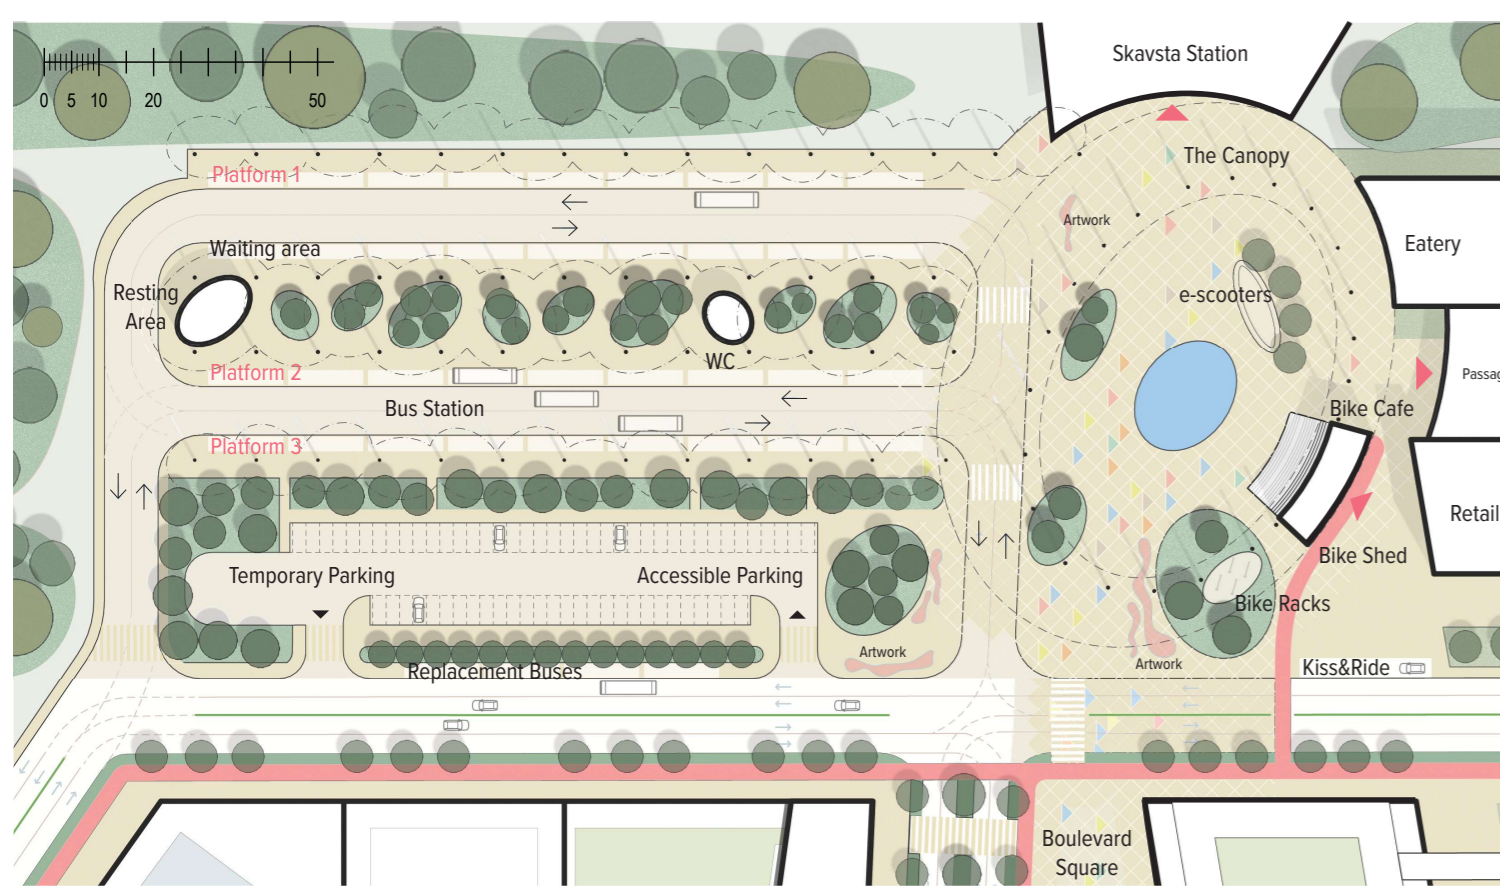 Skavsta Station
0 5 10 20 50
The Canopy
Platform 1
Artwork
Waiting area
Eatery
Resting
Area
e-scooters
WC
Platform 2
Bus Station
Bike Cafe
Platform 3
Retail
Temporary Parking
Accessible Parking
Bike Shed
Bike Racks
Artwork
Artwork
Replacement Buses
Kiss&Ride
Boulevard
Square